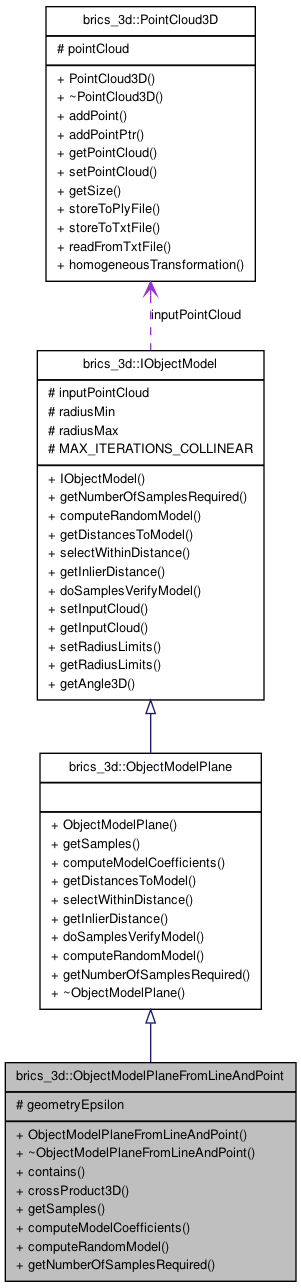 brics_3d::PointCloud3D
# pointCloud
+ PointCloud3D()
+ ~PointCloud3D()
+ addPoint()
+ addPointPtr()
+ getPointCloud()
+ setPointCloud()
+ getSize()
+ storeToPlyFile()
+ storeToTxtFile()
+ readFromTxtFile()
+ homogeneousTransformation()
inputPointCloud
brics_3d::IObjectModel
# inputPointCloud
# radiusMin
# radiusMax
# MAX_ITERATIONS_COLLINEAR
+ IObjectModel()
+ getNumberOfSamplesRequired()
+ computeRandomModel()
+ getDistancesToModel()
+ selectWithinDistance()
+ getInlierDistance()
+ doSamplesVerifyModel()
+ setInputCloud()
+ getInputCloud()
+ setRadiusLimits()
+ getRadiusLimits()
+ getAngle3D()
brics_3d::ObjectModelPlane
+ ObjectModelPlane()
+ getSamples()
+ computeModelCoefficients()
+ getDistancesToModel()
+ selectWithinDistance()
+ getInlierDistance()
+ doSamplesVerifyModel()
+ computeRandomModel()
+ getNumberOfSamplesRequired()
+ ~ObjectModelPlane()
brics_3d::ObjectModelPlaneFromLineAndPoint
# geometryEpsilon
+ ObjectModelPlaneFromLineAndPoint()
+ ~ObjectModelPlaneFromLineAndPoint()
+ contains()
+ crossProduct3D()
+ getSamples()
+ computeModelCoefficients()
+ computeRandomModel()
+ getNumberOfSamplesRequired()